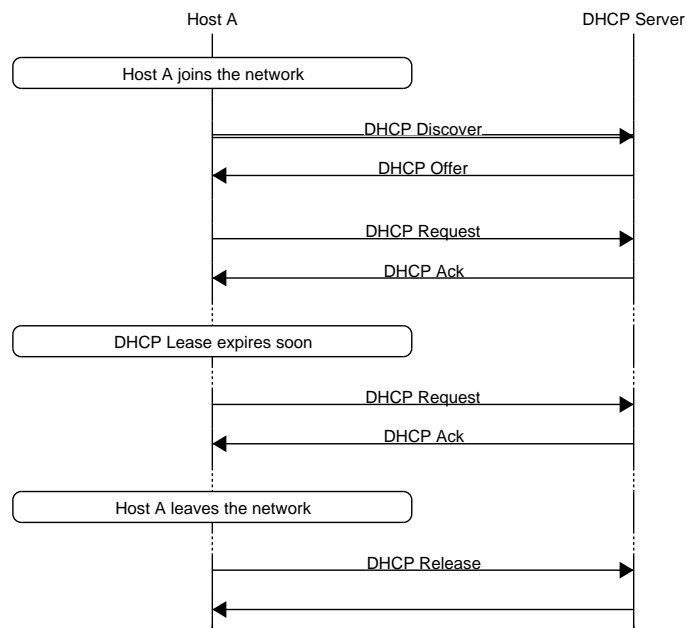 Host A
DHCP Server
Host A joins the network
DHCP Discover
DHCP Offer
DHCP Request
DHCP Ack
DHCP Lease expires soon
DHCP Request
DHCP Ack
Host A leaves the network
DHCP Release